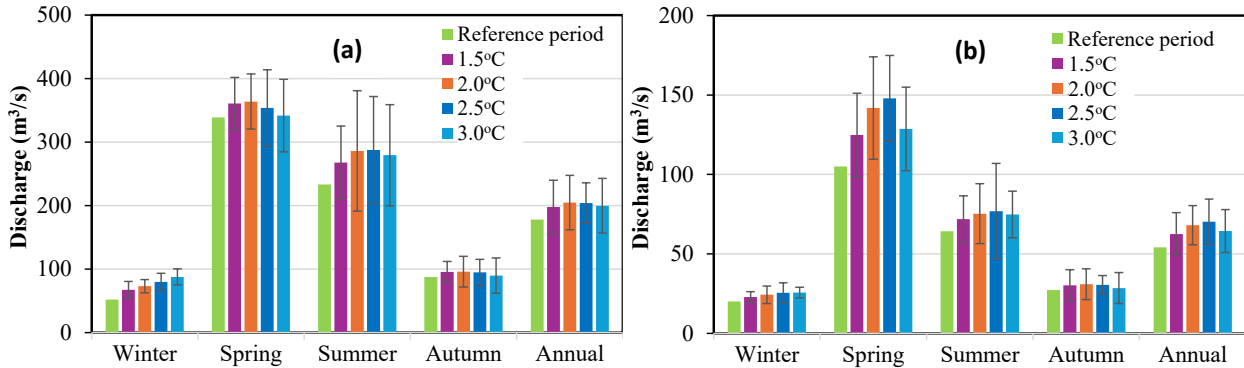 500
400
300
200
100
0
Discharge (m³/s)
(a)
Reference period
1.5°C
2.0°C
2.5°C
3.0°C
Winter Spring Summer Autumn Annual
200
150
100
50
0
Discharge (m³/s)
(b)
Reference period
1.5°C
2.0°C
2.5°C
3.0°C
Winter Spring Summer Autumn Annual